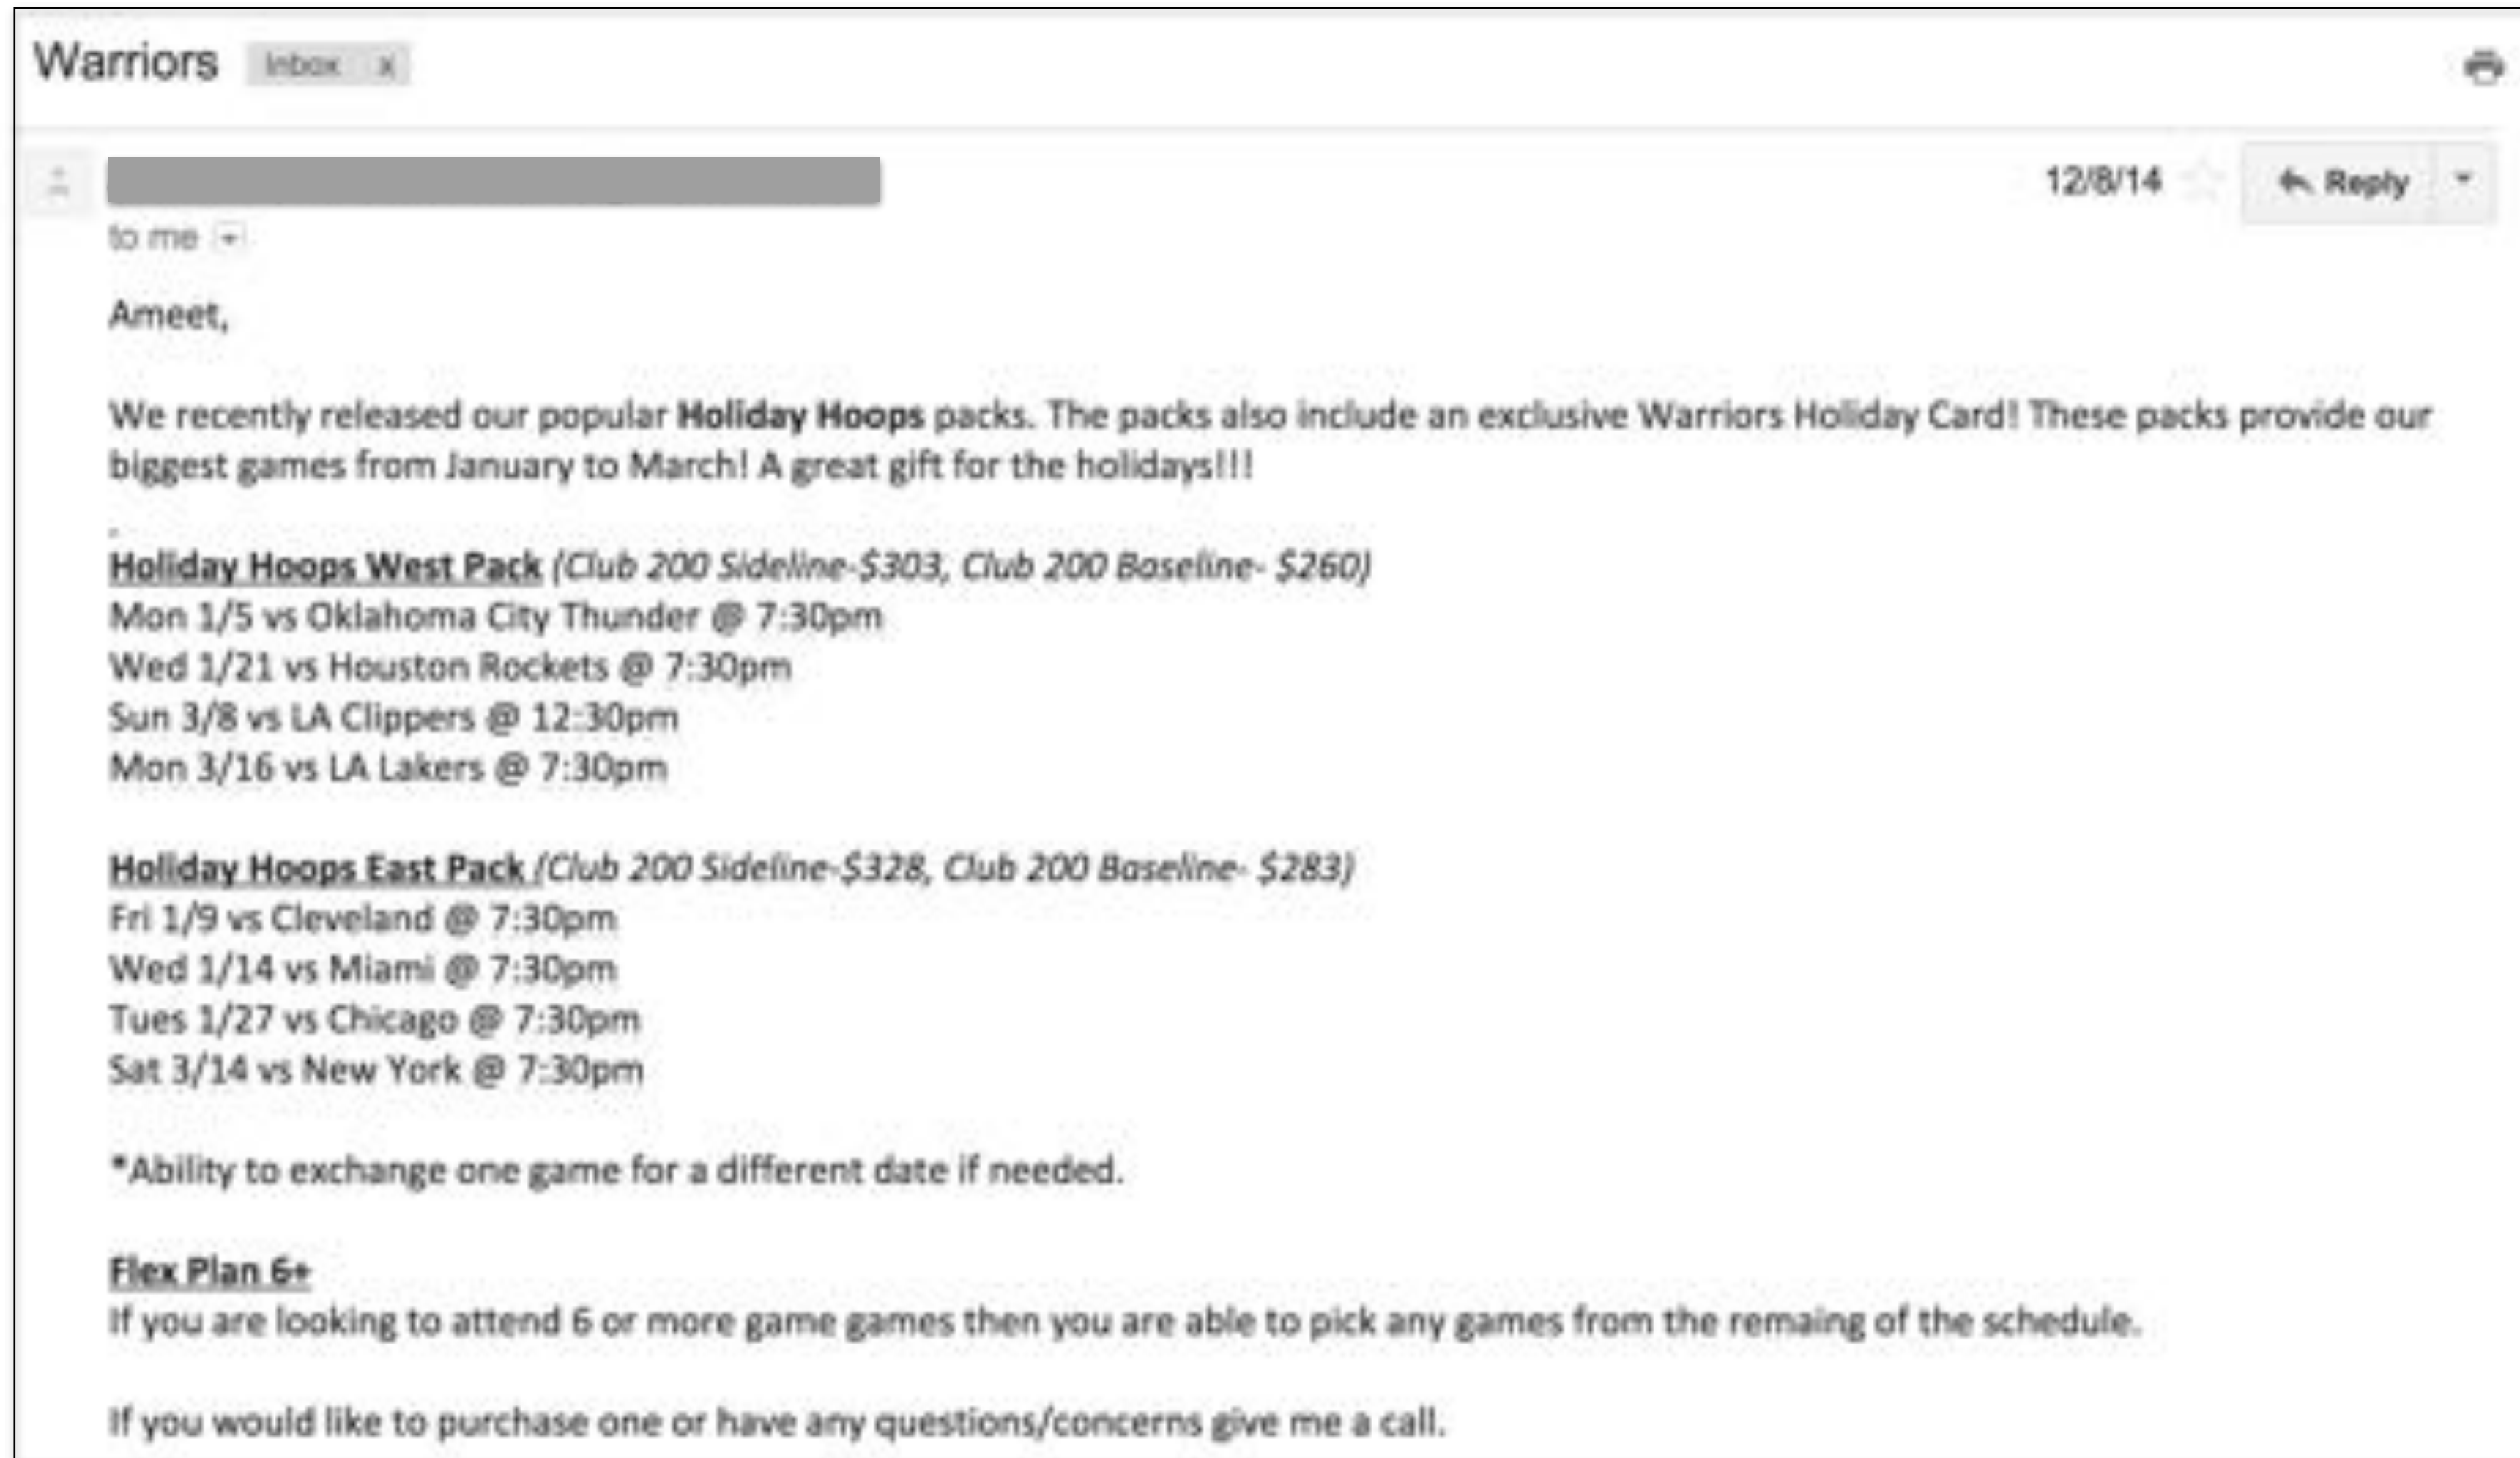 Warriors Inbox x
12/8/14 Reply
to me
Ameet,
We recently released our popular Holiday Hoops packs. The packs also include an exclusive Warriors Holiday Card! These packs provide our
biggest games from January to March! A great gift for the holidays!!!
.
Holiday Hoops West Pack (Club 200 Sideline-$303, Club 200 Baseline- $260)
Mon 1/5 vs Oklahoma City Thunder @ 7:30pm
Wed 1/21 vs Houston Rockets @ 7:30pm
Sun 3/8 vs LA Clippers @ 12:30pm
Mon 3/16 vs LA Lakers @ 7:30pm
Holiday Hoops East Pack (Club 200 Sideline-$328, Club 200 Baseline- $283)
Fri 1/9 vs Cleveland @ 7:30pm
Wed 1/14 vs Miami @ 7:30pm
Tues 1/27 vs Chicago @ 7:30pm
Sat 3/14 vs New York @ 7:30pm
*Ability to exchange one game for a different date if needed.
Flex Plan 6+
If you are looking to attend 6 or more game games then you are able to pick any games from the remaing of the schedule.
If you would like to purchase one or have any questions/concerns give me a call.